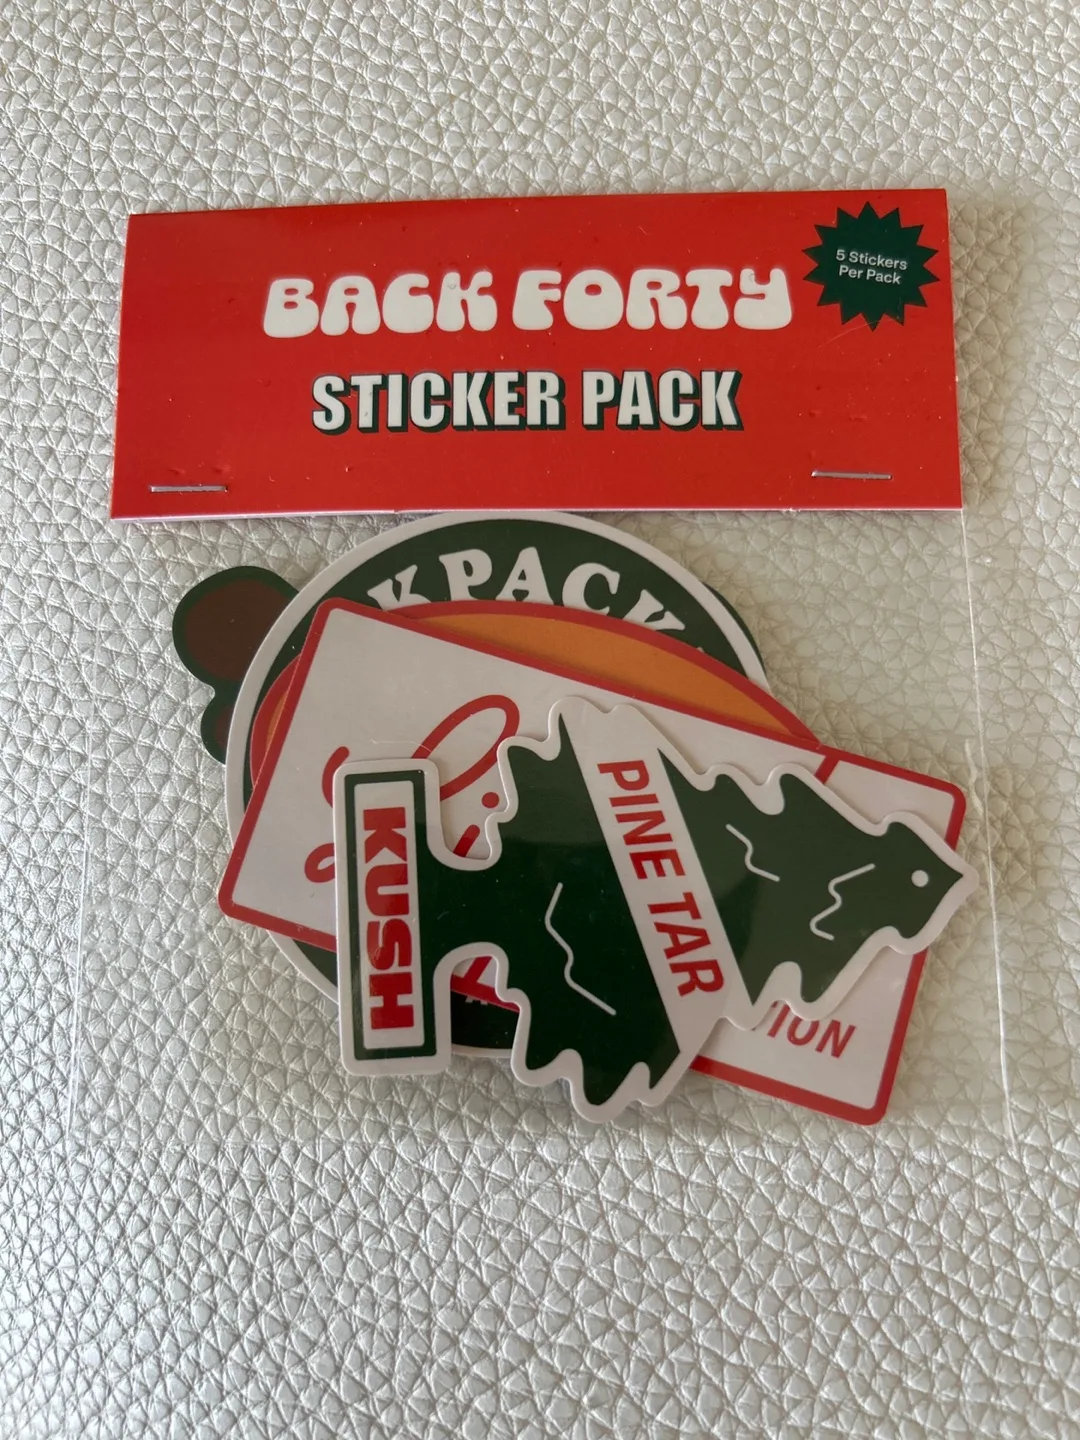 BACK FORTY
5 Stickers
Per Pack
STICKER PACK
PINE TAR
KUSH